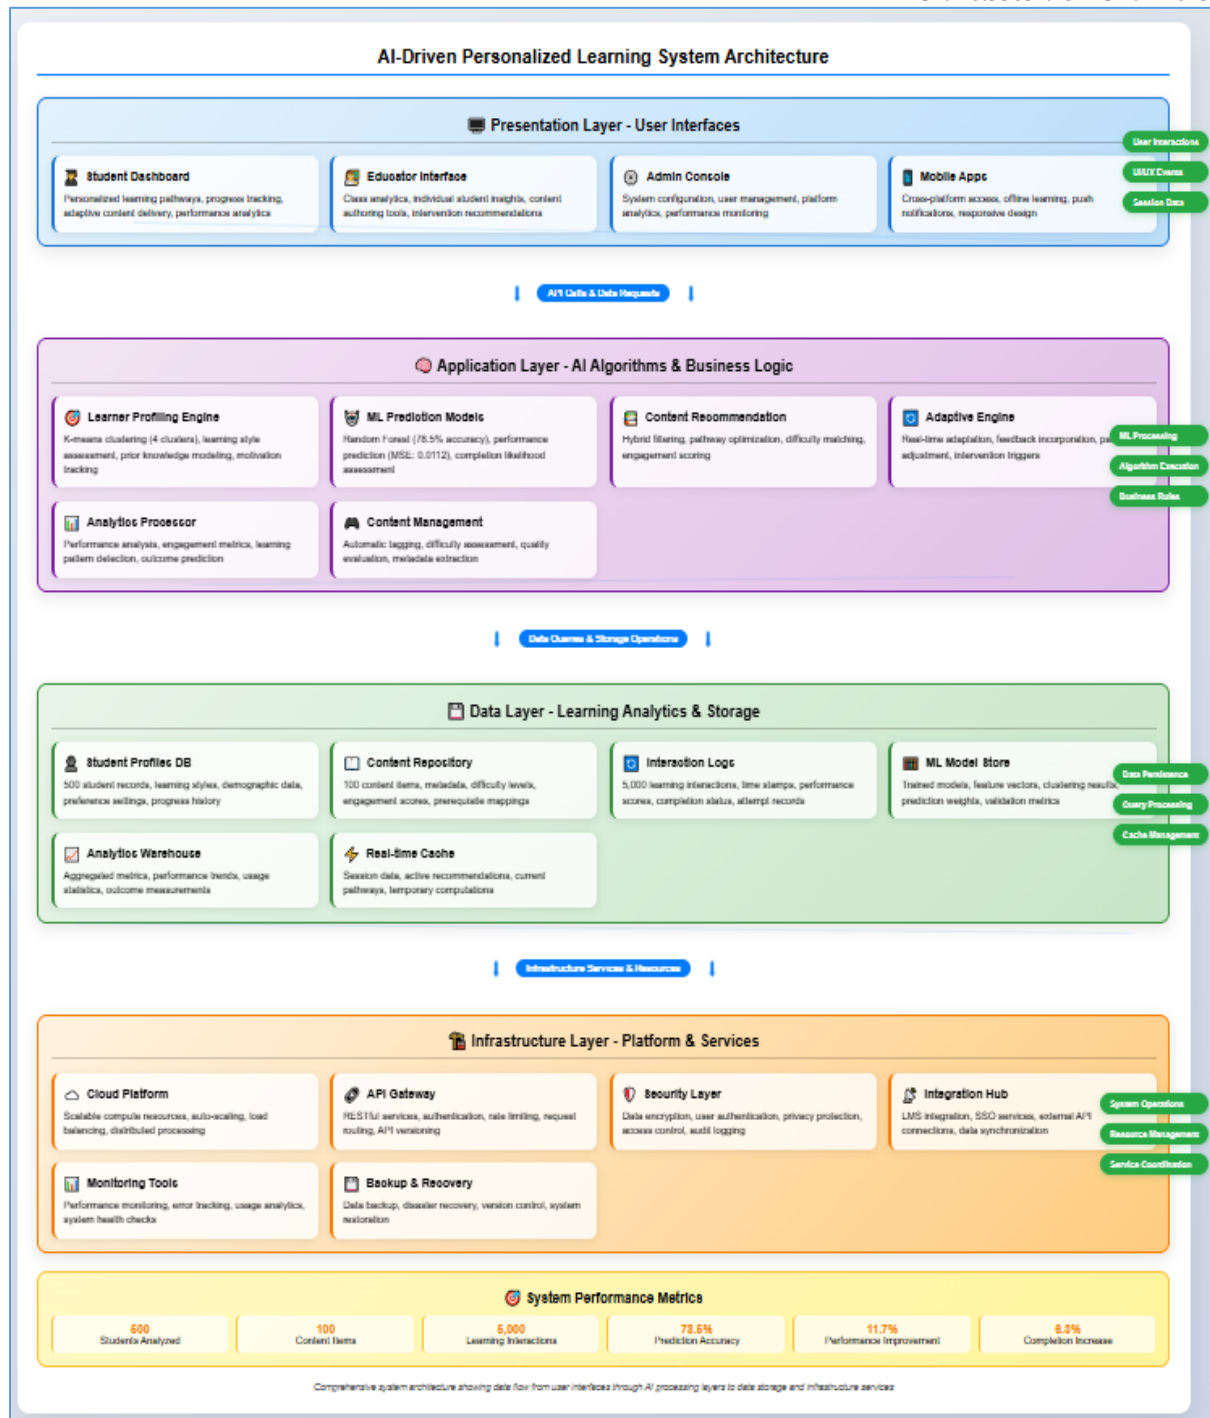 AI-Driven Personalized Learning System Architecture
Presentation Layer - User Interfaces
Student Dashboard
Personalized learning pathways, progress tracking,
adaptive content delivery, performance analytics
Educator Interface
Class analytics, individual student insights, content
authoring tools, intervention recommendations
Admin Console
System configuration, user management, platform
analytics, performance monitoring
Mobile Apps
Cross-platform access, offline learning, push
notifications, responsive design
User Interactions
UI/UX Events
Session Data
API Calls & Data Requests
Application Layer - AI Algorithms & Business Logic
Learner Profiling Engine
K-means clustering (4 clusters), learning style
assessment, prior knowledge modeling, motivation
tracking
ML Prediction Models
Random Forest (78.5% accuracy), performance
prediction (MSE: 0.0112), completion likelihood
assessment
Content Recommendation
Hybrid filtering, pathway optimization, difficulty matching,
engagement scoring
Adaptive Engine
Real-time adaptation, feedback incorporation,
adjustment, intervention triggers
ML Processing
Algorithm Execution
Business Rules
Analytics Processor
Performance analysis, engagement metrics, learning
pattern detection, outcome prediction
Content Management
Automatic tagging, difficulty assessment, quality
evaluation, metadata extraction
Data Queries & Storage Operations
Data Layer - Learning Analytics & Storage
Student Profiles DB
500 student records, learning styles, demographic data,
preference settings, progress history
Content Repository
100 content items, metadata, difficulty levels,
engagement scores, prerequisite mappings
Interaction Logs
5,000 learning interactions, time stamps, performance
scores, completion status, attempt records
ML Model Store
Trained models, feature vectors, clustering results,
prediction weights, validation metrics
Data Persistence
Query Processing
Cache Management
Analytics Warehouse
Aggregated metrics, performance trends, usage
statistics, outcome measurements
Real-time Cache
Session data, active recommendations, current
pathways, temporary computations
Infrastructure Services & Resources
Infrastructure Layer - Platform & Services
Cloud Platform
Scalable compute resources, auto-scaling, load
balancing, distributed processing
API Gateway
RESTful services, authentication, rate limiting, request
routing, API versioning
Security Layer
Data encryption, user authentication, privacy protection,
access control, audit logging
Integration Hub
LMS integration, SSO services, external API
connections, data synchronization
System Operations
Resource Management
Service Coordination
Monitoring Tools
Performance monitoring, error tracking, usage analytics,
system health checks
Backup & Recovery
Data backup, disaster recovery, version control, system
restoration
System Performance Metrics
500
Students Analyzed
100
Content Items
5,000
Learning Interactions
78.5%
Prediction Accuracy
11.7%
Performance Improvement
8.3%
Completion Increase
Comprehensive system architecture showing data flow from user interfaces through AI processing layers to data storage and infrastructure services